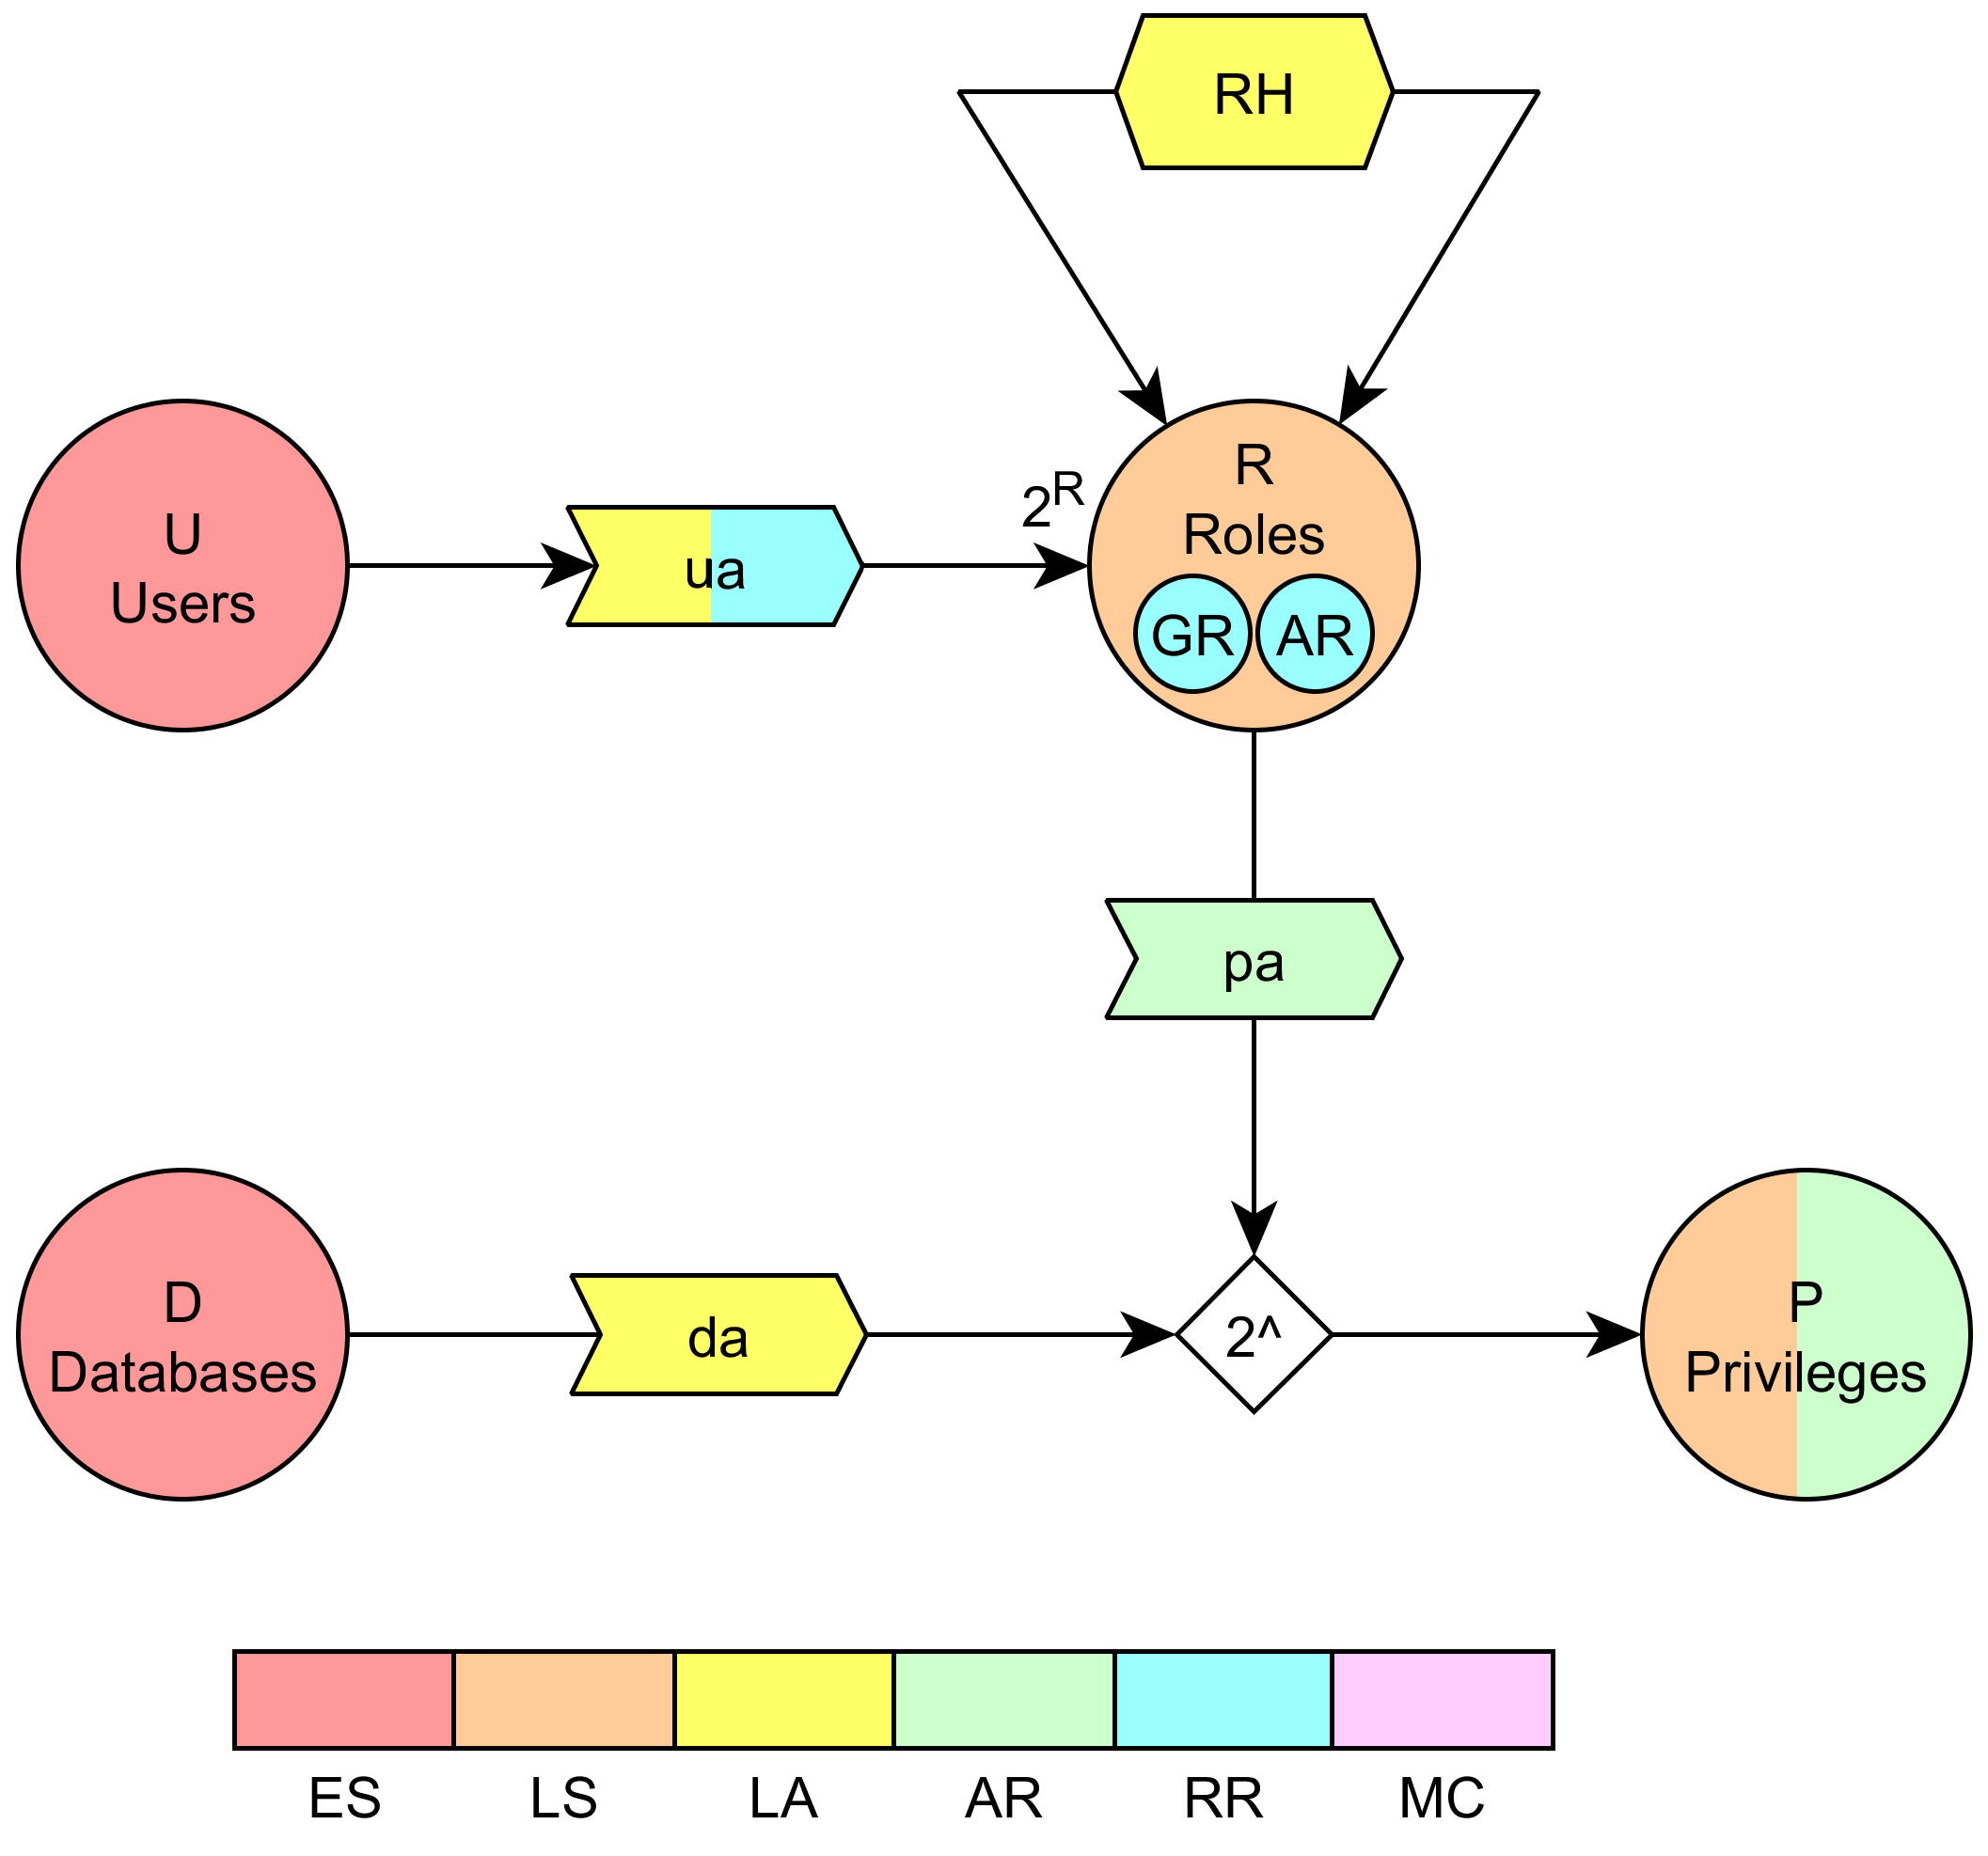 RH
2^R
U
Users
ua
R
Roles
GR AR
pa
D
Databases
da
2^
P
Privileges
ES LS LA AR RR MC